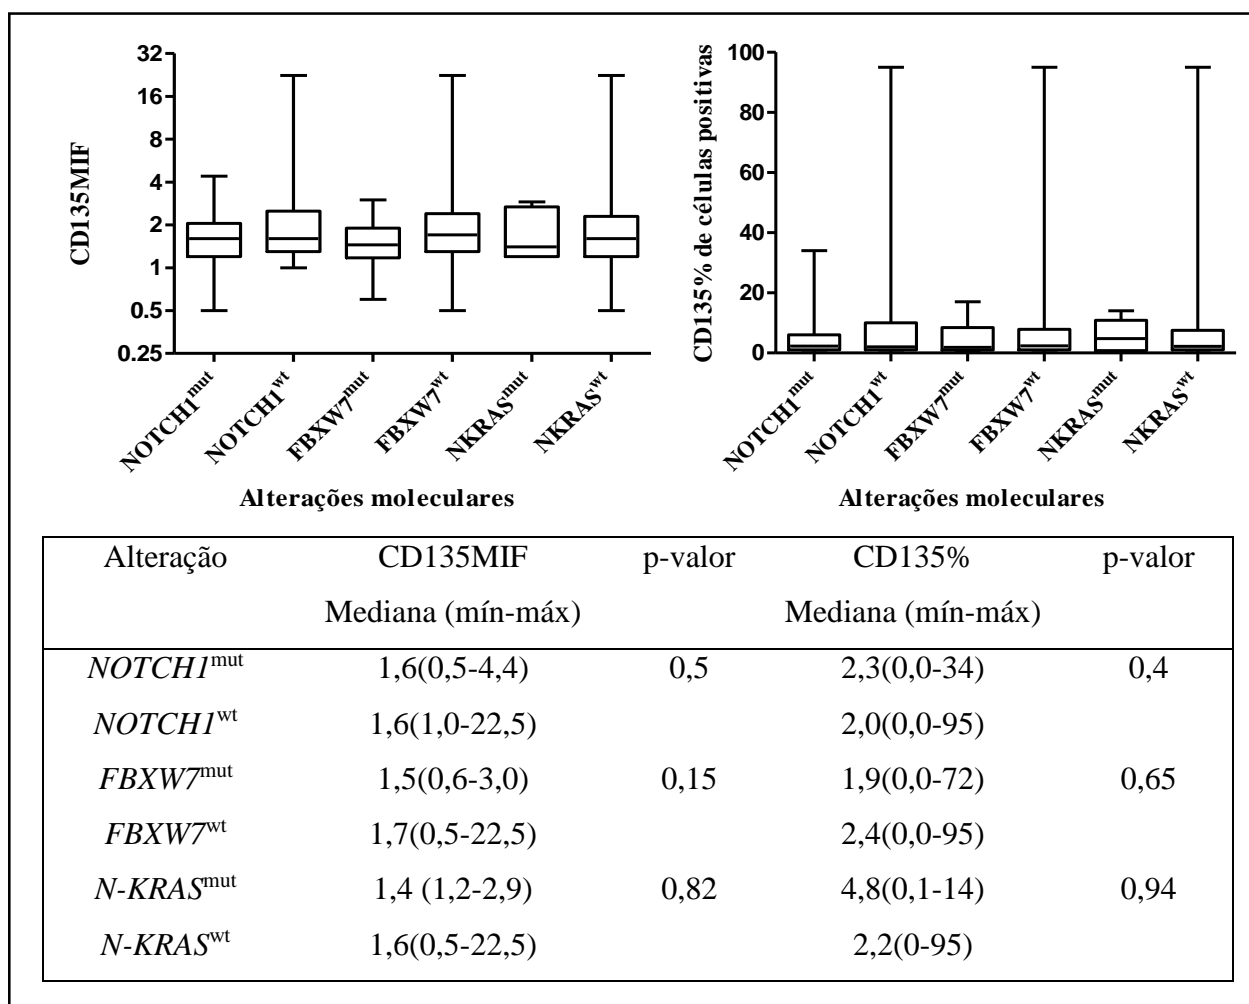 CD135MIF
32
16
8
4
2
1
0.5
0.25
NOTCH1mut
NOTCH1wt
FBXW7mut
FBXW7wt
NKRASmut
NKRASwt
Alterações moleculares
CD135% de células positivas
100
80
60
40
20
0
NOTCH1mut
NOTCH1wt
FBXW7mut
FBXW7wt
NKRASmut
NKRASwt
Alterações moleculares
Alteração CD135MIF p-valor CD135% p-valor
Mediana (mín-máx) Mediana (mín-máx)
NOTCH1mut 1,6(0,5-4,4) 0,5 2,3(0,0-34) 0,4
NOTCH1wt 1,6(1,0-22,5) 2,0(0,0-95)
FBXW7mut 1,5(0,6-3,0) 0,15 1,9(0,0-72) 0,65
FBXW7wt 1,7(0,5-22,5) 2,4(0,0-95)
N-KRASmut 1,4 (1,2-2,9) 0,82 4,8(0,1-14) 0,94
N-KRASwt 1,6(0,5-22,5) 2,2(0-95)